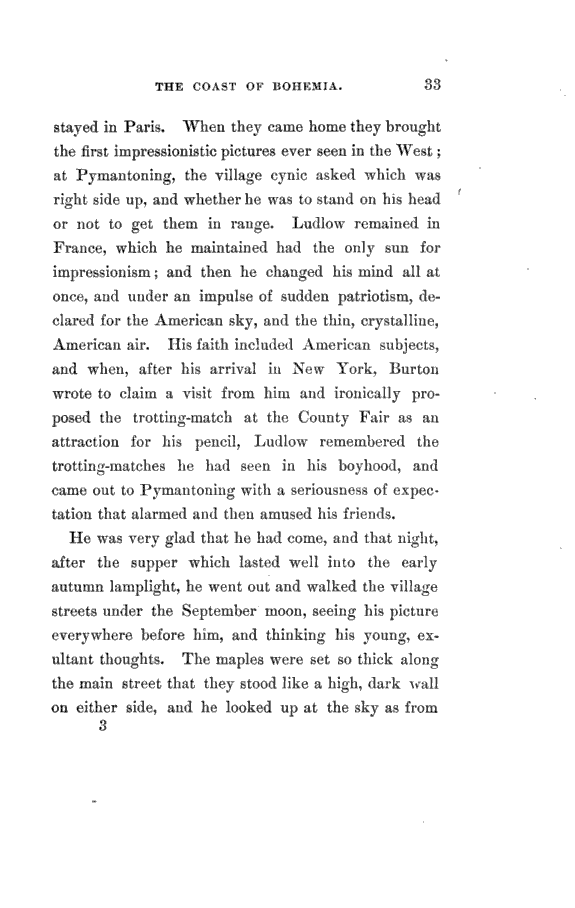 THE COAST OF BOHEMIA. 33
stayed in Paris. When they came home they brought
the first impressionistic pictures ever seen in the West;
at Pymantoning, the village cynic asked which was
right side up, and whether he was to stand on his head
or not to get them in range. Ludlow remained in
France, which he maintained had the only sun for
impressionism; and then he changed his mind all at
once, and under an impulse of sudden patriotism, de-
clared for the American sky, and the thin, crystalline,
American air. His faith included American subjects,
and when, after his arrival in New York, Burton
wrote to claim a visit from him and ironically pro-
posed the trotting-match at the County Fair as an
attraction for his pencil, Ludlow remembered the
trotting-matches he had seen in his boyhood, and
came out to Pymantoning with a seriousness of expec-
tation that alarmed and then amused his friends.
He was very glad that he had come, and that night,
after the supper which lasted well into the early
autumn lamplight, he went out and walked the village
streets under the September moon, seeing his picture
everywhere before him, and thinking his young, ex-
ultant thoughts. The maples were set so thick along
the main street that they stood like a high, dark wall
on either side, and he looked up at the sky as from
3